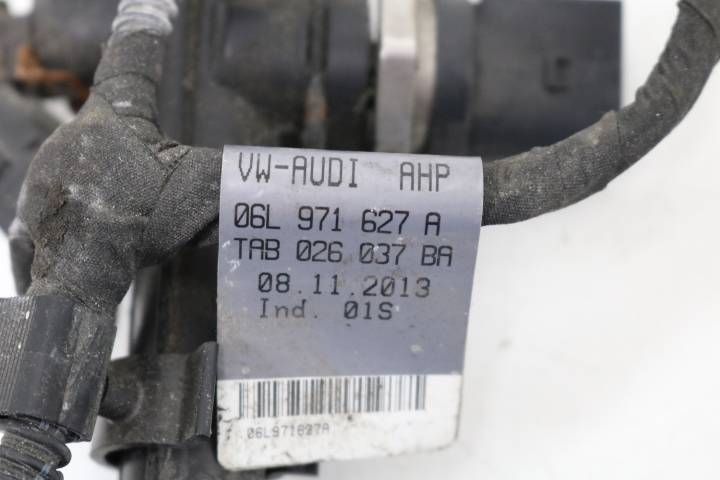 VW-AUDI AHP
06L 971 627 A
TAB 026 037 BA
08.11.2013
Ind. 01S
06L971627A